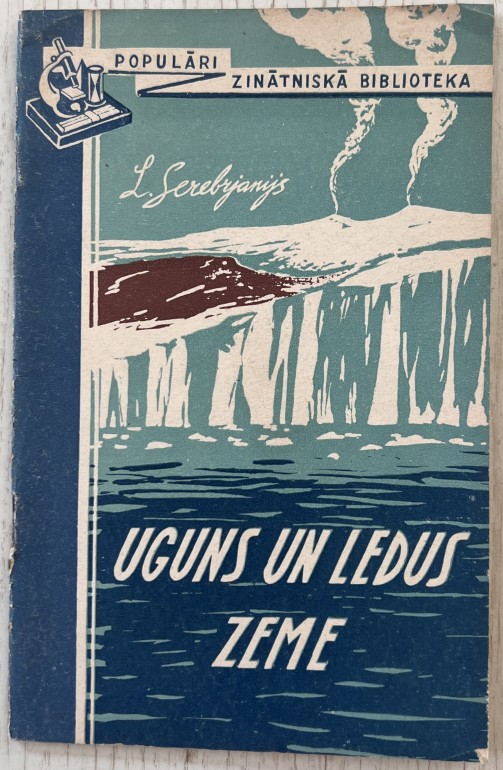 POPULĀRI
ZINĀTNISKĀ BIBLIOTEKA
L. Serebrjanijs
UGUNS UN LEDUS
ZEME